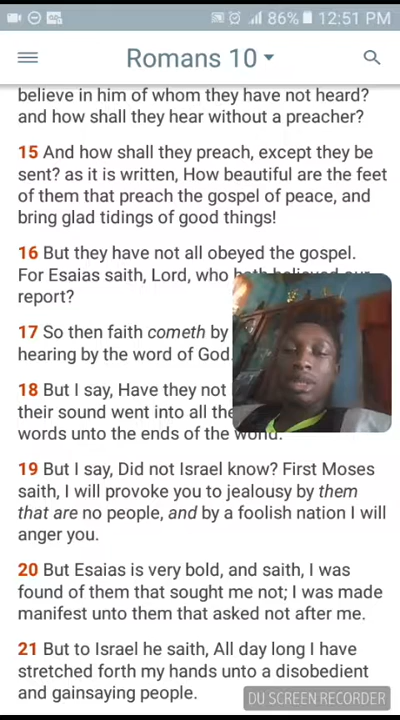 86% 12:51 PM
Romans 10
believe in him of whom they have not heard?
and how shall they hear without a preacher?
15 And how shall they preach, except they be
sent? as it is written, How beautiful are the feet
of them that preach the gospel of peace, and
bring glad tidings of good things!
16 But they have not all obeyed the gospel.
For Esaias saith, Lord, who hath believed our
report?
17 So then faith cometh by
hearing by the word of God.
18 But I say, Have they not
their sound went into all the
words unto the ends of the world.
19 But I say, Did not Israel know? First Moses
saith, I will provoke you to jealousy by them
that are no people, and by a foolish nation I will
anger you.
20 But Esaias is very bold, and saith, I was
found of them that sought me not; I was made
manifest unto them that asked not after me.
21 But to Israel he saith, All day long I have
stretched forth my hands unto a disobedient
and gainsaying people.
DU SCREEN RECORDER